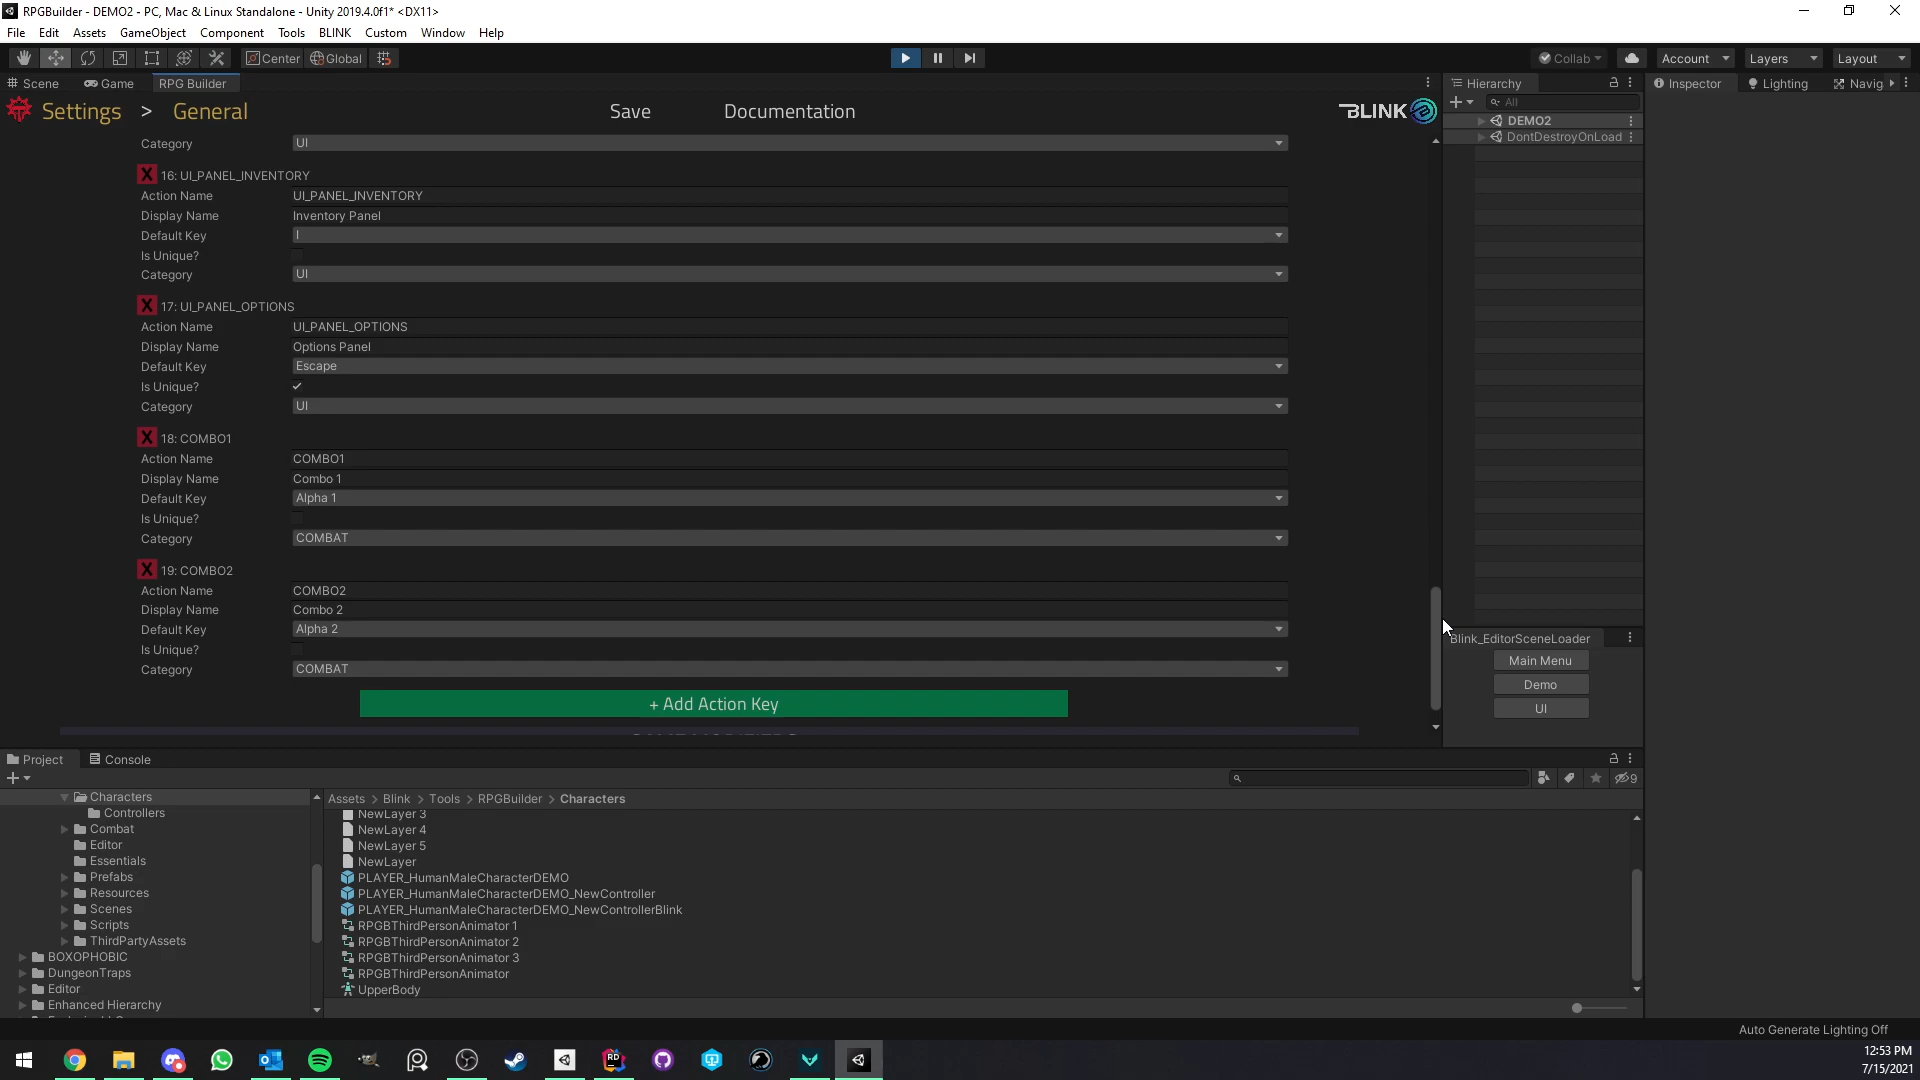 RPGBuilder - DEMO2 - PC, Mac & Linux Standalone - Unity 2019.4.0f1* <DX11>
File Edit Assets GameObject Component Tools BLINK Custom Window Help
Center Global Collab Account Layers Layout
Scene Game RPG Builder Hierarchy Inspector Lighting Navig
Settings > General Save Documentation BLINK
All
DEMO2
DontDestroyOnLoad
Category UI
X 16: UI_PANEL_INVENTORY
Action Name UI_PANEL_INVENTORY
Display Name Inventory Panel
Default Key I
Is Unique?
Category UI
X 17: UI_PANEL_OPTIONS
Action Name UI_PANEL_OPTIONS
Display Name Options Panel
Default Key Escape
Is Unique?
Category UI
X 18: COMBO1
Action Name COMBO1
Display Name Combo 1
Default Key Alpha 1
Is Unique?
Category COMBAT
X 19: COMBO2
Action Name COMBO2
Display Name Combo 2
Default Key Alpha 2
Is Unique?
Category COMBAT
+ Add Action Key
Blink_EditorSceneLoader
Main Menu
Demo
UI
Project Console
9
Characters
Controllers
Combat
Editor
Essentials
Prefabs
Resources
Scenes
Scripts
ThirdPartyAssets
BOXOPHOBIC
DungeonTraps
Editor
Enhanced Hierarchy
Assets > Blink > Tools > RPGBuilder > Characters
NewLayer 3
NewLayer 4
NewLayer 5
NewLayer
PLAYER_HumanMaleCharacterDEMO
PLAYER_HumanMaleCharacterDEMO_NewController
PLAYER_HumanMaleCharacterDEMO_NewControllerBlink
RPGBThirdPersonAnimator 1
RPGBThirdPersonAnimator 2
RPGBThirdPersonAnimator 3
RPGBThirdPersonAnimator
UpperBody
Auto Generate Lighting Off
RD
12:53 PM
7/15/2021